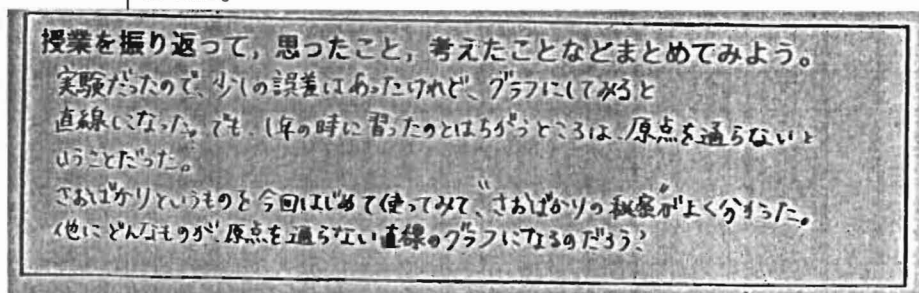 授業を振り返って，思ったこと，考えたことなどまとめてみよう。
実験だったので、少しの誤差はあったけれど、グラフにしてみると
直線になった。でも、1年の時に習ったのとはちがうところは、原点を通らないと
いうことだった。
さおばかりというものを今回はじめて使ってみて、"さおばかりの秘密"がよく分かった。
他にどんなものが、原点を通らない直線のグラフになるのだろう?